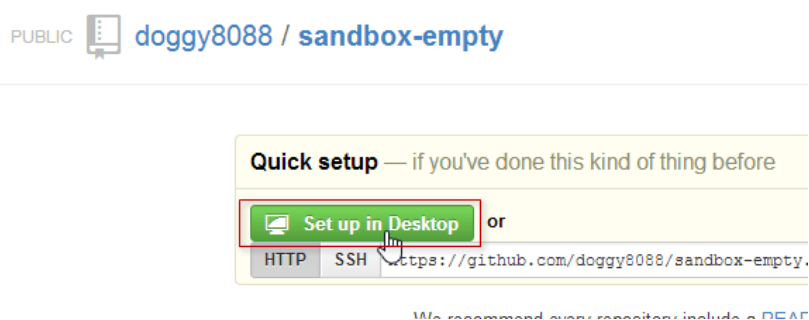 PUBLIC doggy8088 / sandbox-empty
Quick setup — if you've done this kind of thing before
Set up in Desktop or
HTTP SSH https://github.com/doggy8088/sandbox-empty.
We recommend every repository include a READ